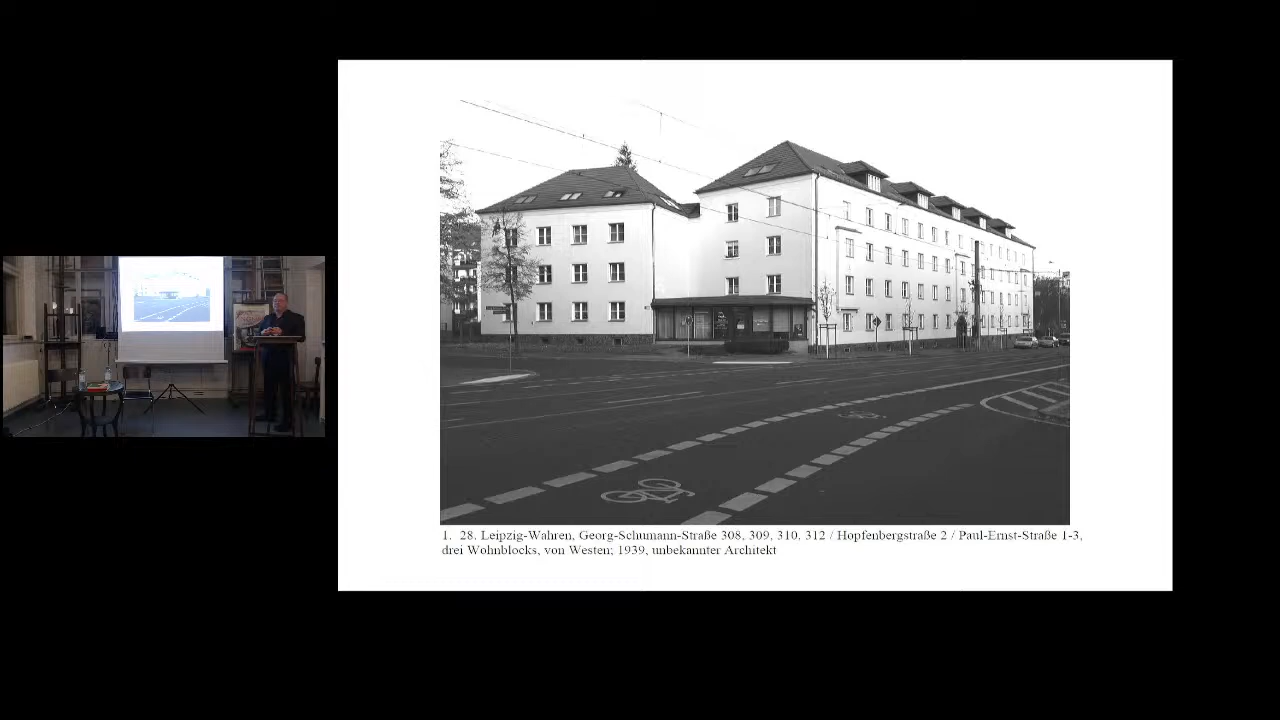 1. 28. Leipzig-Wahren, Georg-Schumann-Straße 308, 309, 310, 312 / Hopfenbergstraße 2 / Paul-Ernst-Straße 1-3,
drei Wohnblocks, von Westen; 1939, unbekannter Architekt